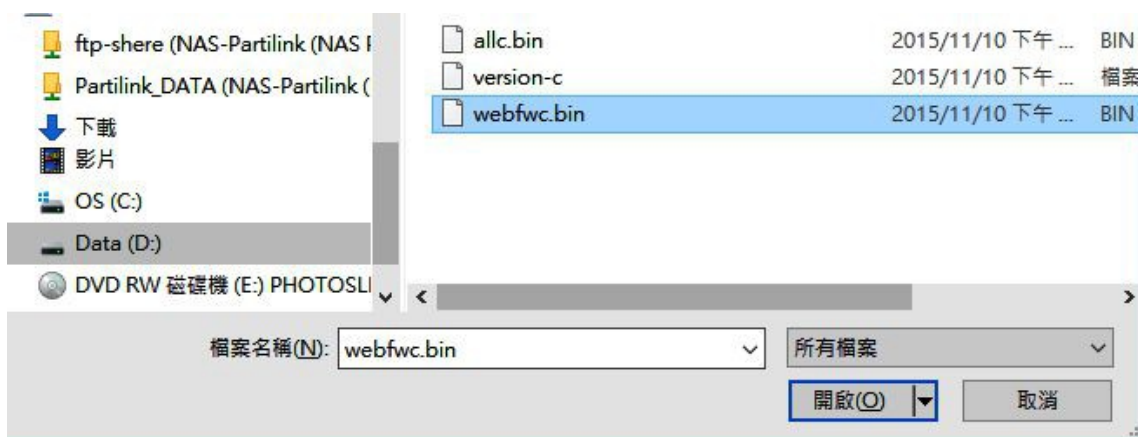 ftp-shere (NAS-Partilink (NAS
Partilink_DATA (NAS-Partilink (
下載
影片
OS (C:)
Data (D:)
DVD RW 磁碟機 (E:) PHOTOSL
allc.bin 2015/11/10 下午 ... BIN
version-c 2015/11/10 下午 ... 檔案
webfwc.bin 2015/11/10 下午 ... BIN
檔案名稱(N): webfwc.bin 所有檔案
開啟(O) 取消